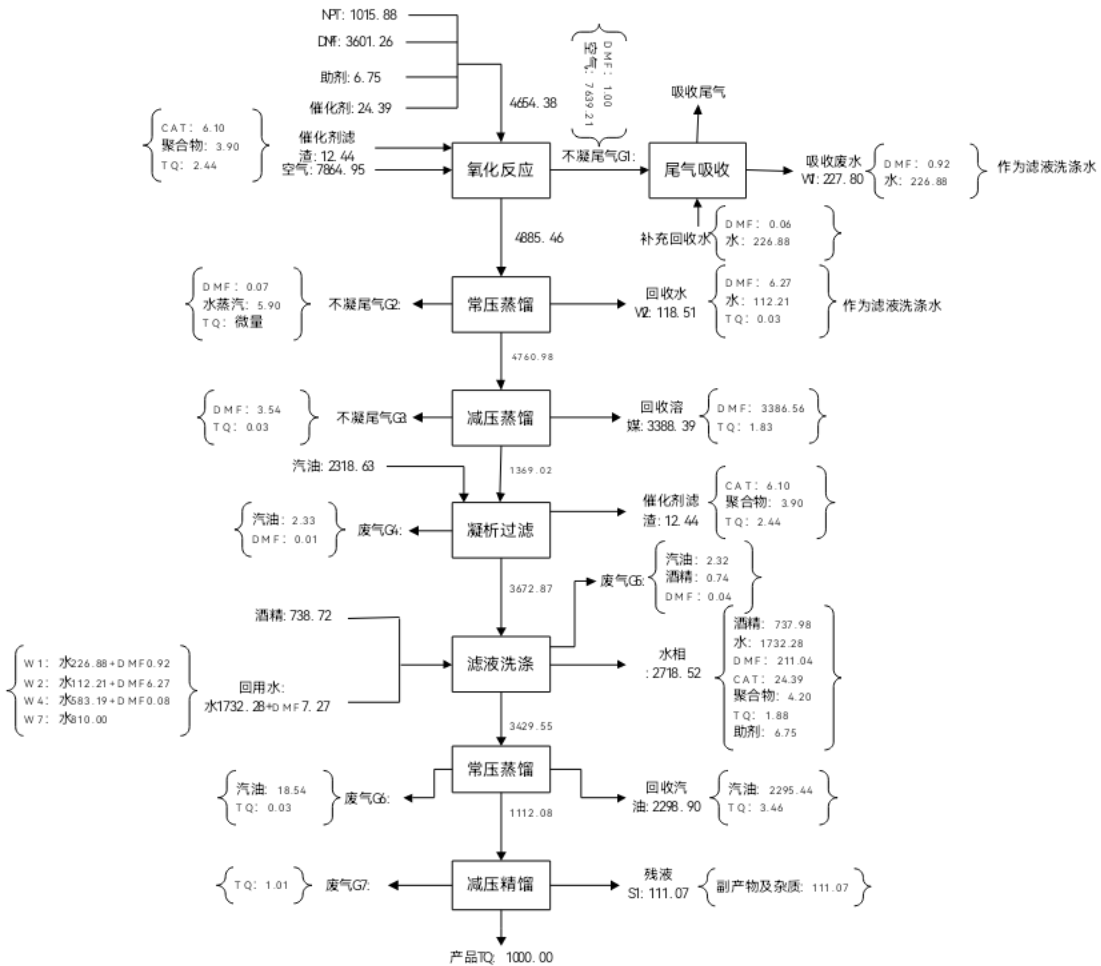 NPT: 1015.88
DMF: 3601.26
助剂: 6.75
催化剂: 24.39
4654.38
DMF: 1.00
空气: 7639.21
吸收尾气
CAT: 6.10
聚合物: 3.90
TQ: 2.44
催化剂滤
渣: 12.44
空气: 7864.95
氧化反应
不凝尾气G1:
尾气吸收
吸收废水
W1: 227.80
DMF: 0.92
水: 226.88
作为滤液洗涤水
4885.46
补充回收水
DMF: 0.06
水: 226.88
DMF: 0.07
水蒸汽: 5.90
TQ: 微量
不凝尾气G2:
常压蒸馏
回收水
W2: 118.51
DMF: 6.27
水: 112.21
TQ: 0.03
作为滤液洗涤水
4760.98
DMF: 3.54
TQ: 0.03
不凝尾气G3:
减压蒸馏
回收溶
媒: 3388.39
DMF: 3386.56
TQ: 1.83
汽油: 2318.63
1369.02
汽油: 2.33
DMF: 0.01
废气G4:
凝析过滤
催化剂滤
渣: 12.44
CAT: 6.10
聚合物: 3.90
TQ: 2.44
3672.87
废气G5:
汽油: 2.32
酒精: 0.74
DMF: 0.04
酒精: 738.72
W1: 水226.88+DMF0.92
W2: 水112.21+DMF6.27
W4: 水583.19+DMF0.08
W7: 水810.00
回用水:
水1732.28+DMF7.27
滤液洗涤
水相
: 2718.52
酒精: 737.98
水: 1732.28
DMF: 211.04
CAT: 24.39
聚合物: 4.20
TQ: 1.88
助剂: 6.75
3429.55
汽油: 18.54
TQ: 0.03
废气G6:
常压蒸馏
回收汽
油: 2298.90
汽油: 2295.44
TQ: 3.46
1112.08
TQ: 1.01
废气G7:
减压精馏
残液
S1: 111.07
副产物及杂质: 111.07
产品TQ: 1000.00